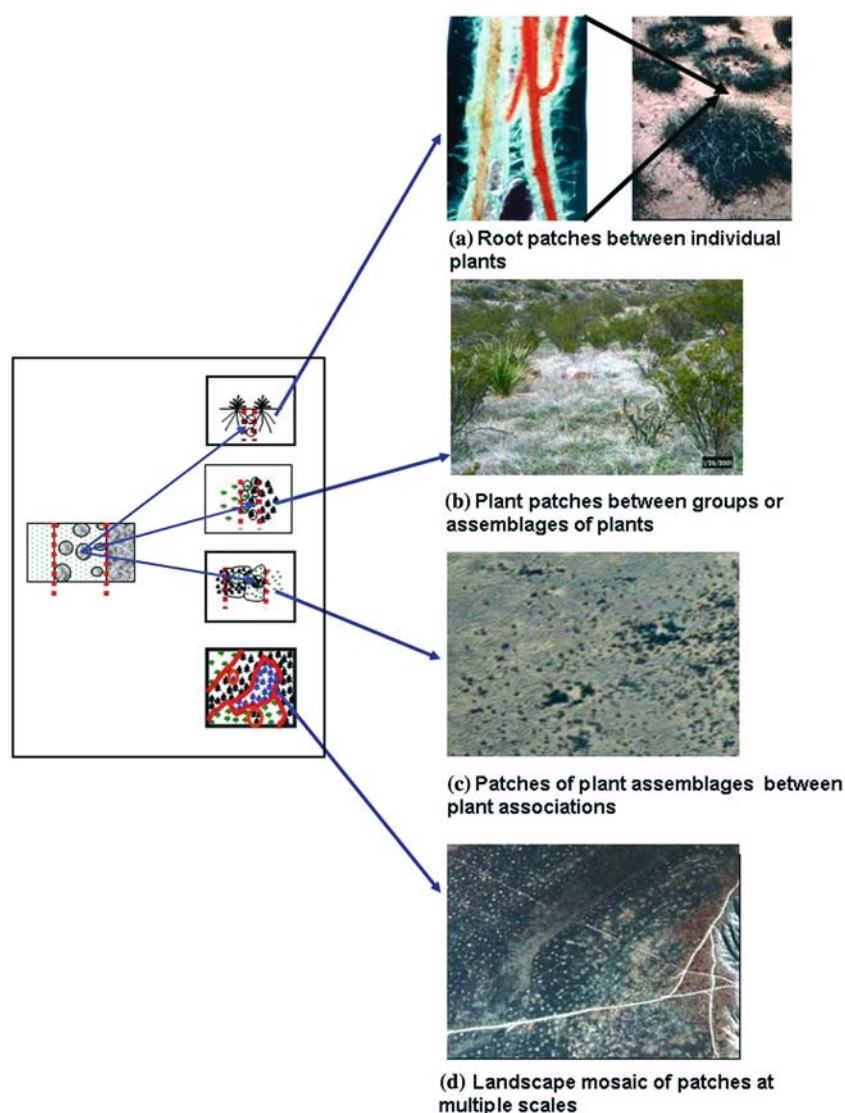 (a) Root patches between individual
plants
(b) Plant patches between groups or
assemblages of plants
(c) Patches of plant assemblages between
plant associations
(d) Landscape mosaic of patches at
multiple scales